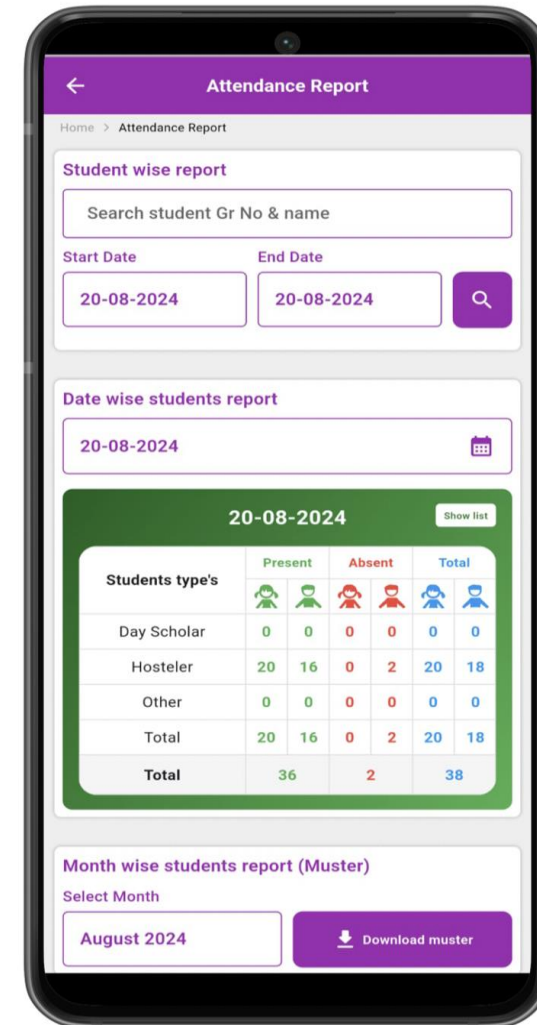 Attendance Report
Home > Attendance Report
Student wise report
Search student Gr No & name
Start Date End Date
20-08-2024 20-08-2024
Date wise students report
20-08-2024
20-08-2024 Show list
Students type's Present Absent Total
Day Scholar 0 0 0 0 0 0
Hosteler 20 16 0 2 20 18
Other 0 0 0 0 0 0
Total 20 16 0 2 20 18
Total 36 2 38
Month wise students report (Muster)
Select Month
August 2024 Download muster